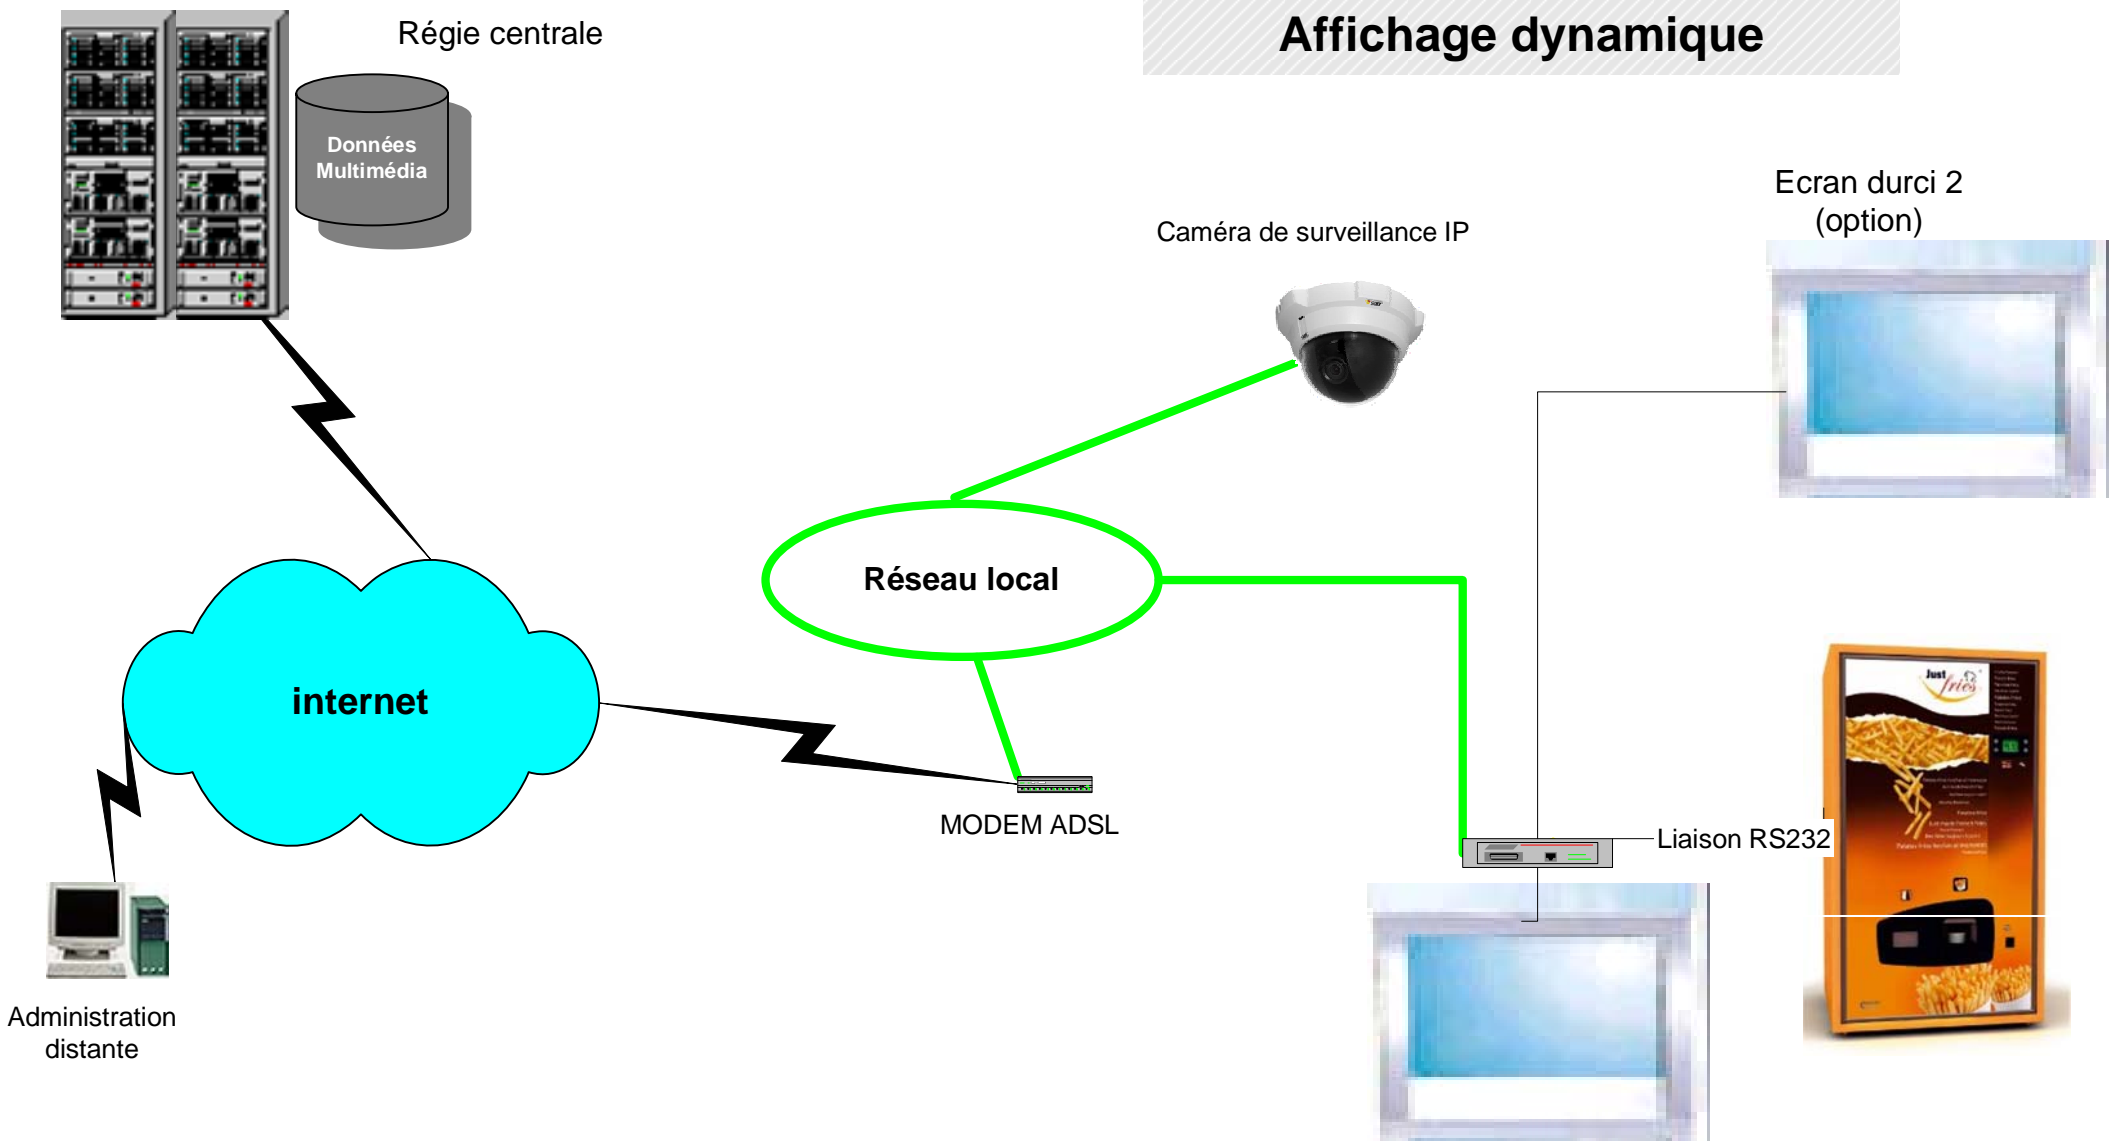 Régie centrale
Affichage dynamique
Données
Multimédia
Ecran durci 2
(option)
Caméra de surveillance IP
Réseau local
internet
MODEM ADSL
Liaison RS232
Just
fries
Administration
distante